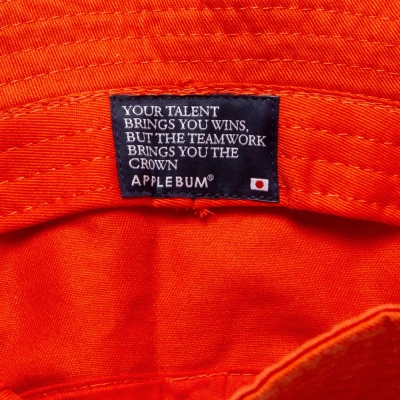 YOUR TALENT
BRINGS YOU WINS,
BUT THE TEAMWORK
BRINGS YOU THE
CROWN
APPLEBUM®